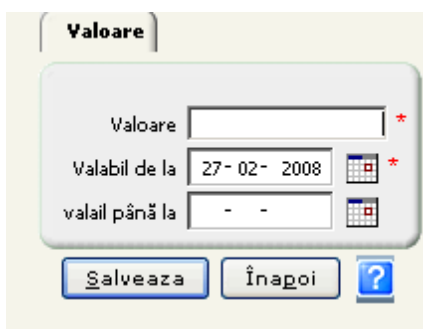 Valoare
Valoare *
Valabil de la 27-02-2008 *
valail până la - -
Salveaza Înapoi ?